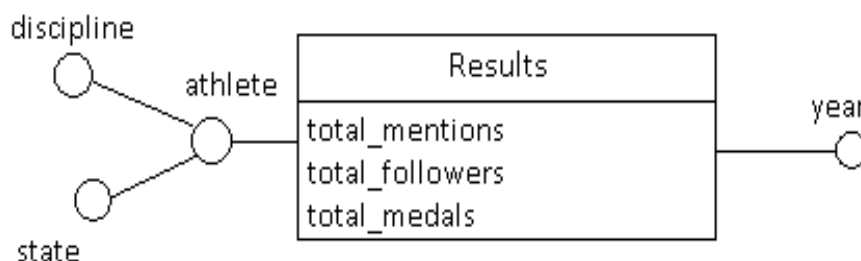 discipline
athlete
state
Results
total_mentions
total_followers
total_medals
year